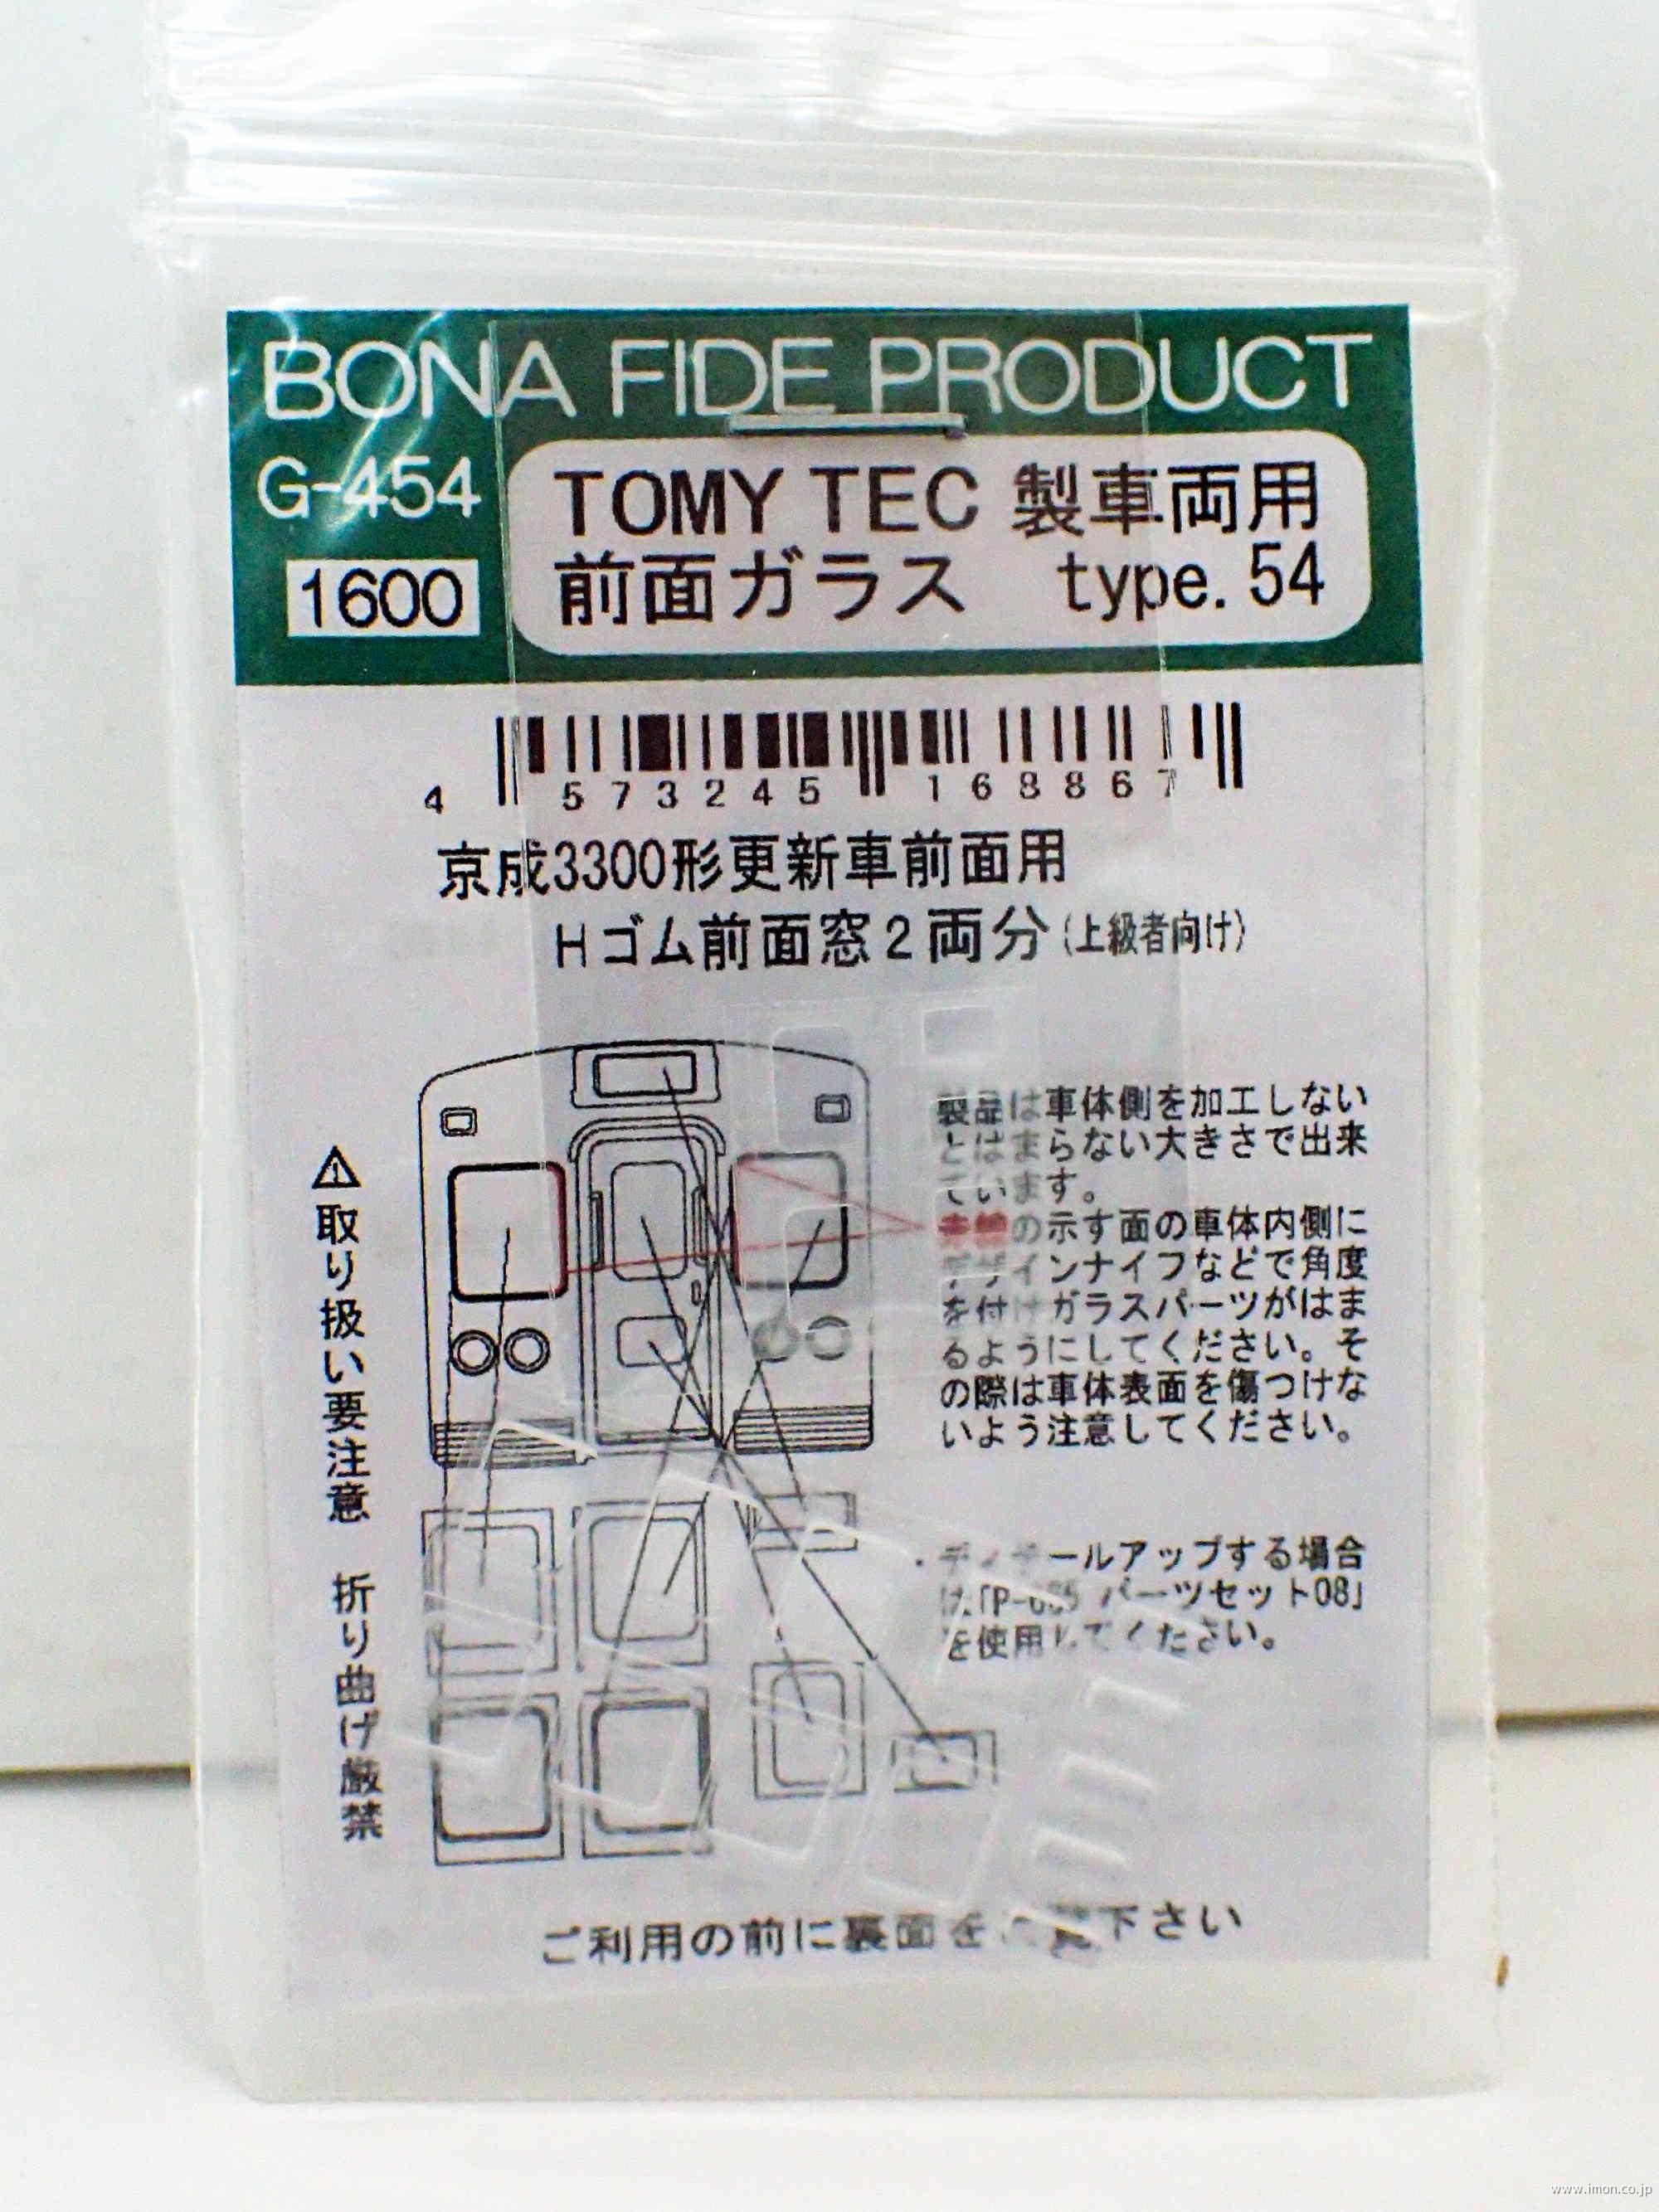 BONA FIDE PRODUCT
G-454
1600
TOMY TEC 製車両用
前面ガラス type.54
4 573245 168867
京成3300形更新車前面用
Hゴム前面窓2両分(上級者向け)
製品は車体側を加工しない
とはまらない大きさで出来
ています。
赤線の示す面の車体内側に
デザインナイフなどで角度
を付けガラスパーツがはま
るようにしてください。そ
の際は車体表面を傷つけな
いよう注意してください。
・ディテールアップする場合
は「パーツセット08」
を使用してください。
⚠取り扱い要注意 折り曲げ厳禁
ご利用の前に裏面を下さい
www.imon.co.jp